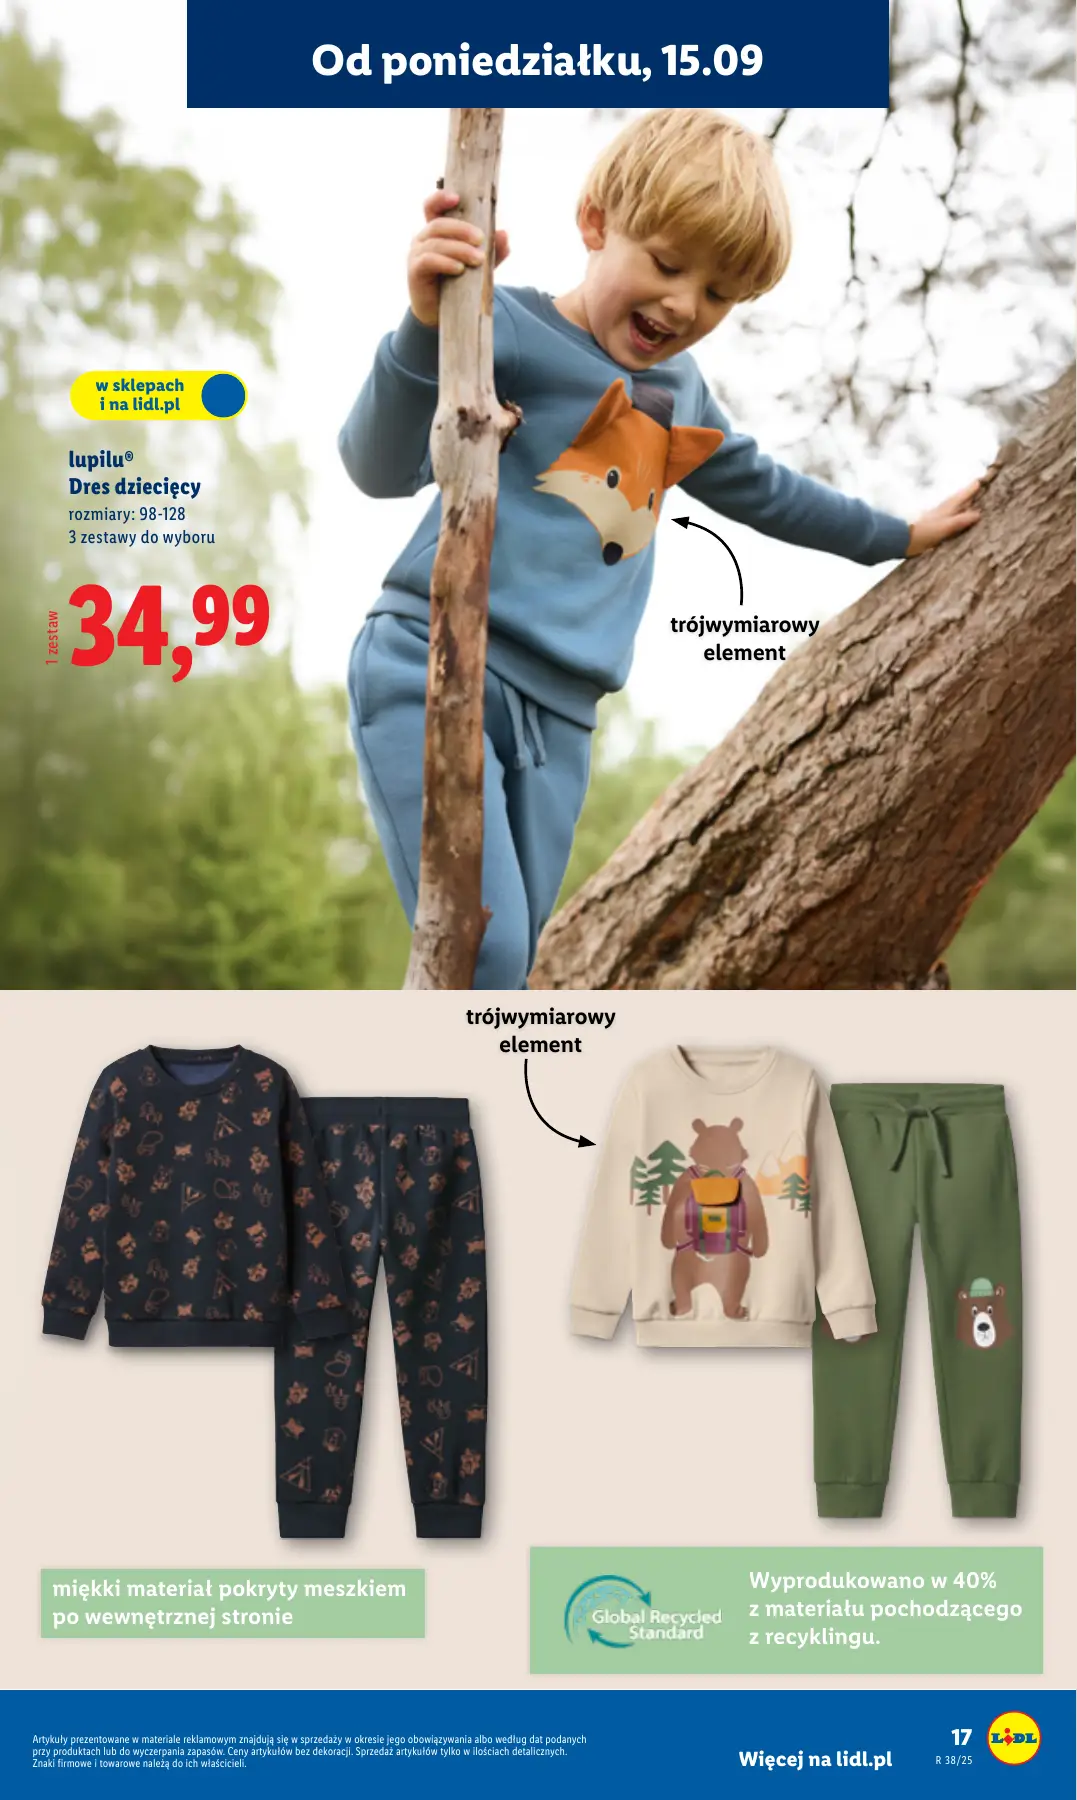 Od poniedziałku, 15.09
w sklepach
i na lidl.pl
lupilu®
Dres dziecięcy
rozmiary: 98-128
3 zestawy do wyboru
1 zestaw
34,99
trójwymiarowy
element
trójwymiarowy
element
miękki materiał pokryty meszkiem
po wewnętrznej stronie
Global Recycled
Standard
Wyprodukowano w 40%
z materiału pochodzącego
z recyklingu.
Artykuły prezentowane w materiale reklamowym znajdują się w sprzedaży w okresie jego obowiązywania albo według dat podanych
przy produktach lub do wyczerpania zapasów. Ceny artykułów bez dekoracji. Sprzedaż artykułów tylko w ilościach detalicznych.
Znaki firmowe i towarowe należą do ich właścicieli.
Więcej na lidl.pl
17
R 38/25
LIDL